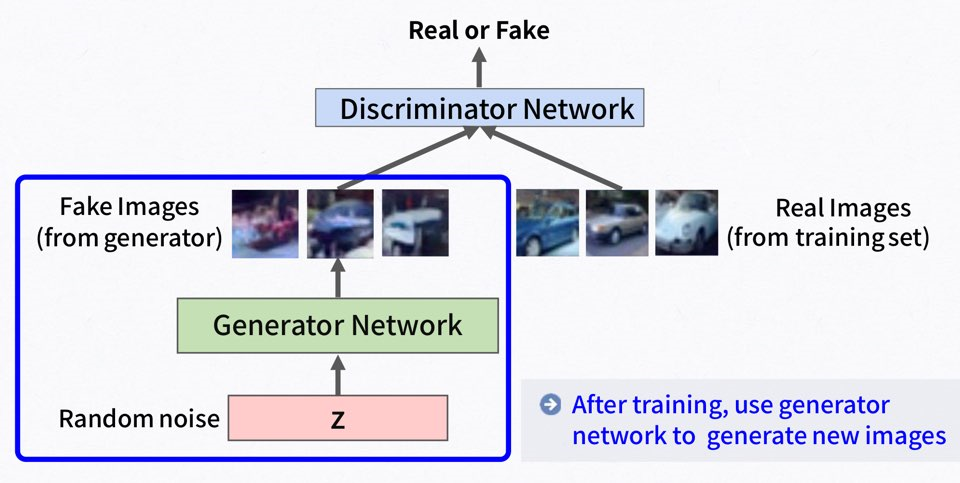 Real or Fake
Discriminator Network
Fake Images
(from generator)
Real Images
(from training set)
Generator Network
Random noise
z
After training, use generator
network to generate new images